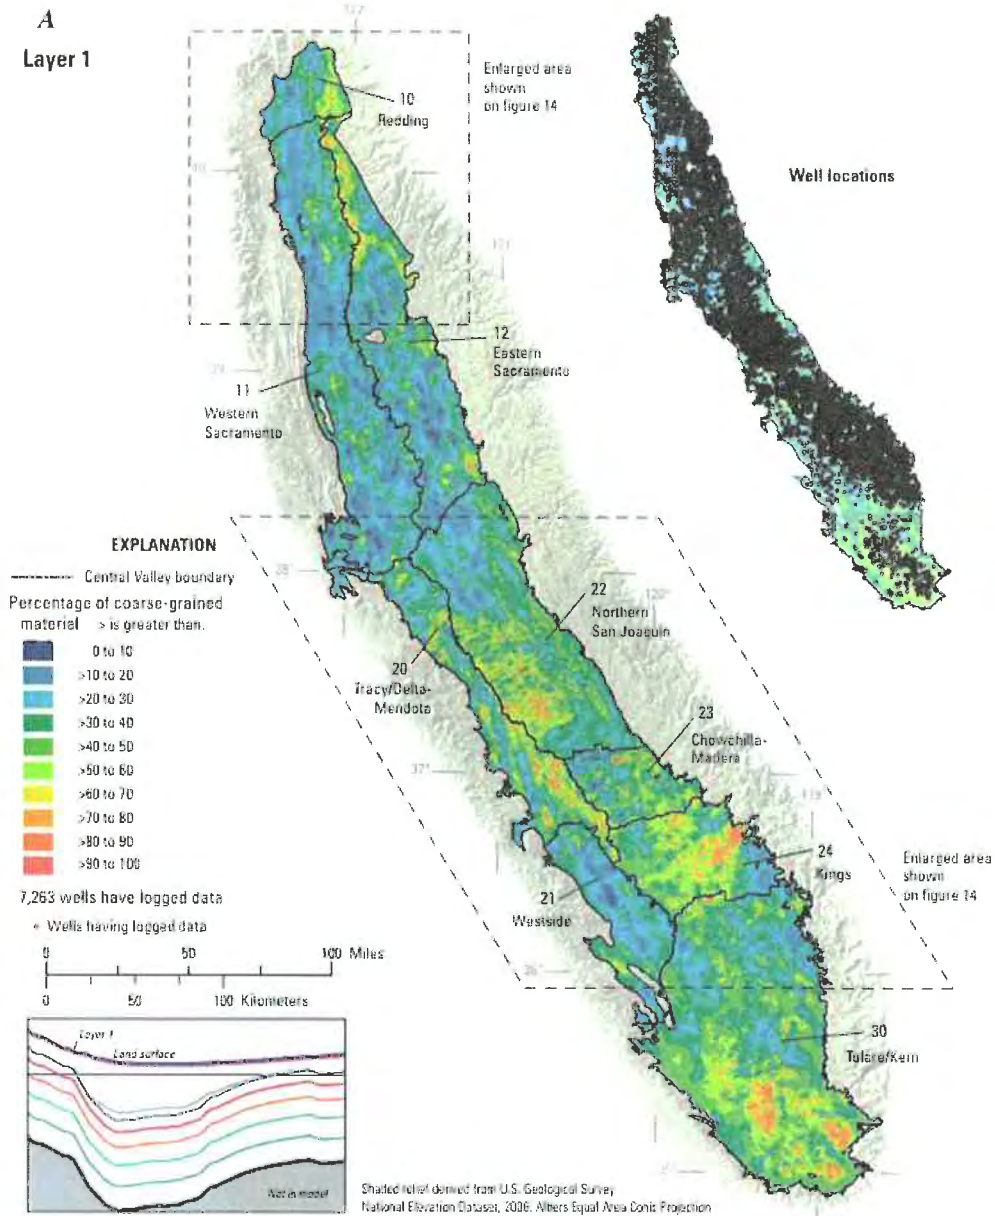 A
Layer 1
10
Redding
Enlarged area
shown
on figure 14
Well locations
12
Eastern
Sacramento
11
Western
Sacramento
EXPLANATION
Central Valley boundary
Percentage of coarse-grained
material > is greater than.
0 to 10
>10 to 20
>20 to 30
>30 to 40
>40 to 50
>50 to 60
>60 to 70
>70 to 80
>80 to 90
>90 to 100
7,263 wells have logged data
Wells having logged data
0 50 100 Miles
0 50 100 Kilometers
22
Northern
San Joaquin
20
Tracy/Delta-
Mendota
23
Chowchilla-
Madera
37°
24
Kings
Enlarged area
shown
on figure 14
21
Westside
30
Tulare/Kern
Layer 1
Land surface
Not in model
Shaded relief derived from U.S. Geological Survey
National Elevation Dataset, 2006. Albers Equal Area Conic Projection